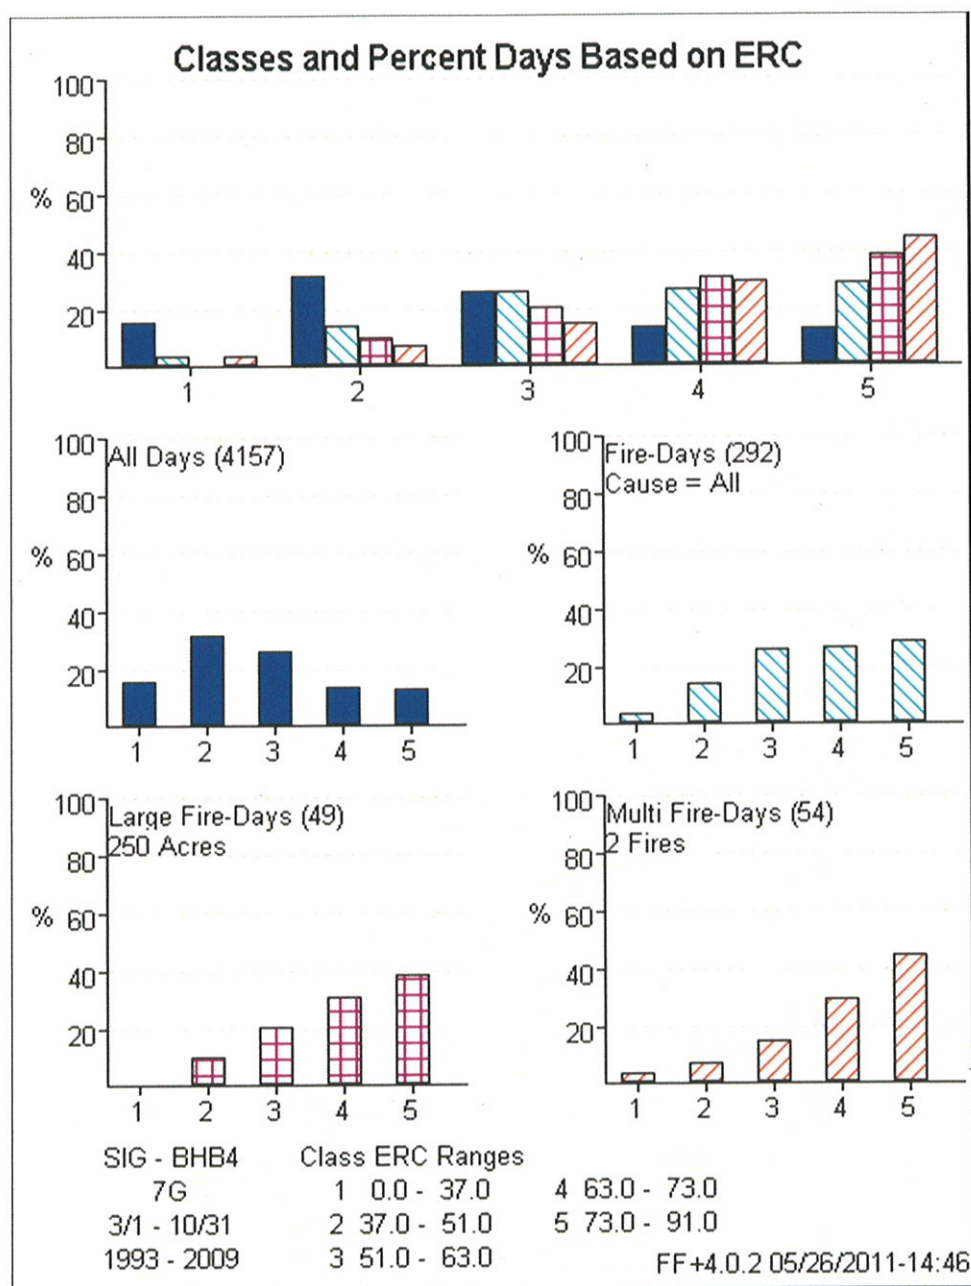 Classes and Percent Days Based on ERC
100
80
% 60
40
20
1 2 3 4 5
All Days (4157)
100
80
% 60
40
20
1 2 3 4 5
Fire-Days (292)
Cause = All
100
80
% 60
40
20
1 2 3 4 5
Large Fire-Days (49)
250 Acres
100
80
% 60
40
20
1 2 3 4 5
Multi Fire-Days (54)
2 Fires
100
80
% 60
40
20
1 2 3 4 5
SIG - BHB4 Class ERC Ranges
7G 1 0.0 - 37.0 4 63.0 - 73.0
3/1 - 10/31 2 37.0 - 51.0 5 73.0 - 91.0
1993 - 2009 3 51.0 - 63.0
FF+4.0.2 05/26/2011-14:46